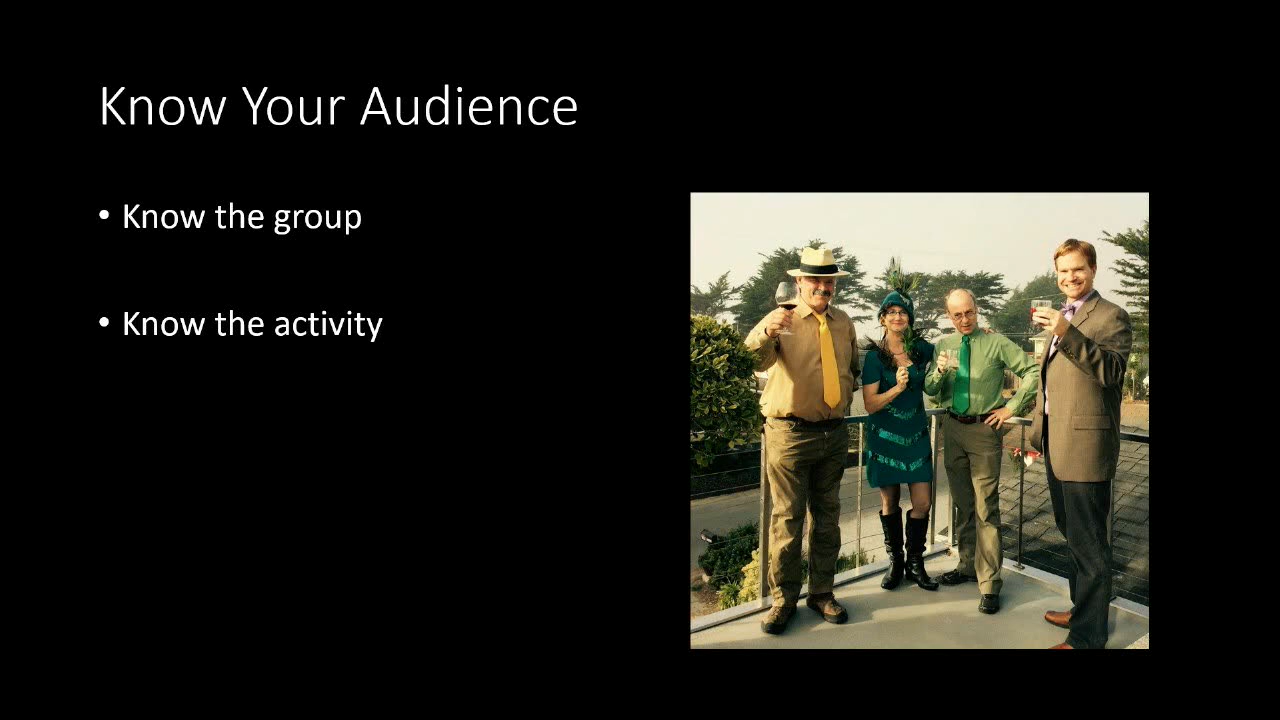 Know Your Audience
• Know the group
• Know the activity